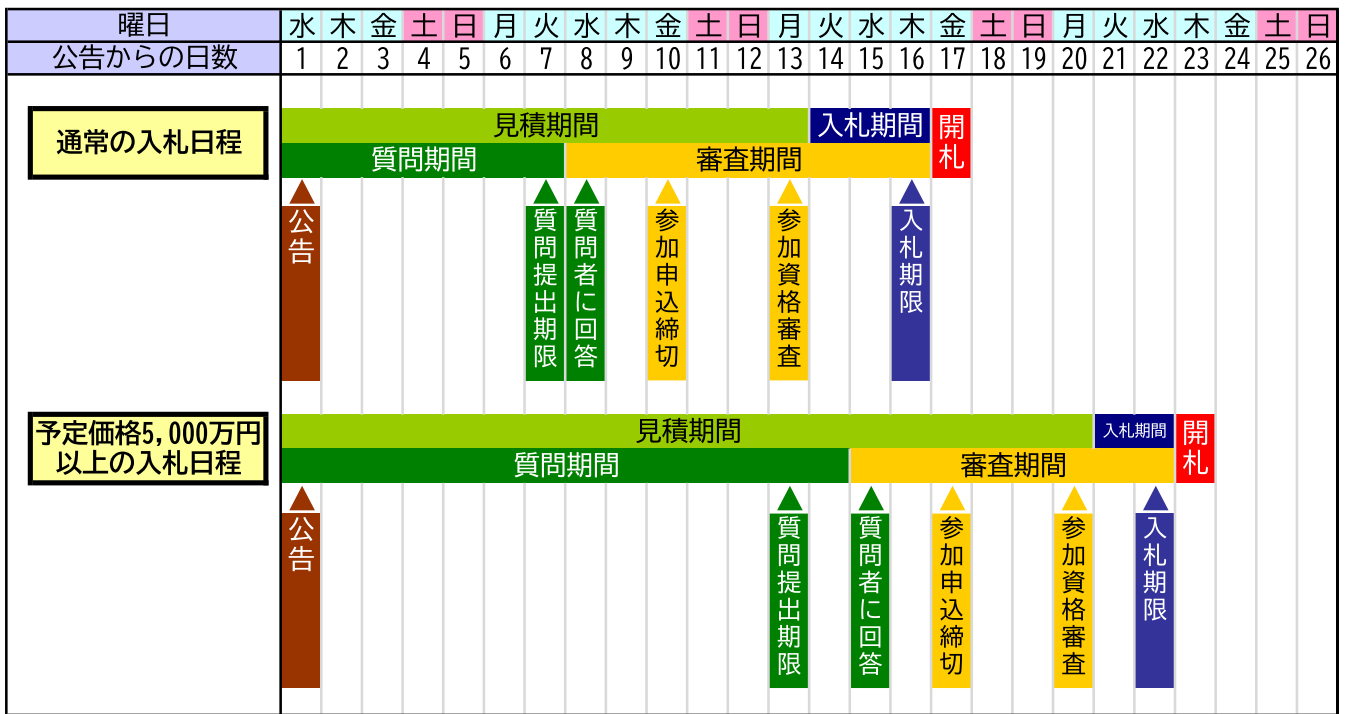 曜日 水 木 金 土 日 月 火 水 木 金 土 日 月 火 水 木 金 土 日 月 火 水 木 金 土 日
公告からの日数 1 2 3 4 5 6 7 8 9 10 11 12 13 14 15 16 17 18 19 20 21 22 23 24 25 26
通常の入札日程
見積期間 入札期間 開札
質問期間 審査期間
公告
質問提出期限
質問者に回答
参加申込締切
参加資格審査
入札期限
予定価格5,000万円
以上の入札日程
見積期間 入札期間 開札
質問期間 審査期間
公告
質問提出期限
質問者に回答
参加申込締切
参加資格審査
入札期限